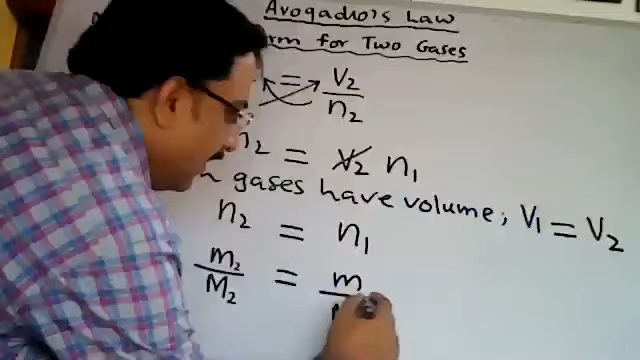 Avogadro's Law
for Two Gases
= V2/n2
n2 = V2 n1
gases have volume, V1 = V2
n2 = n1
m2/M2 = m